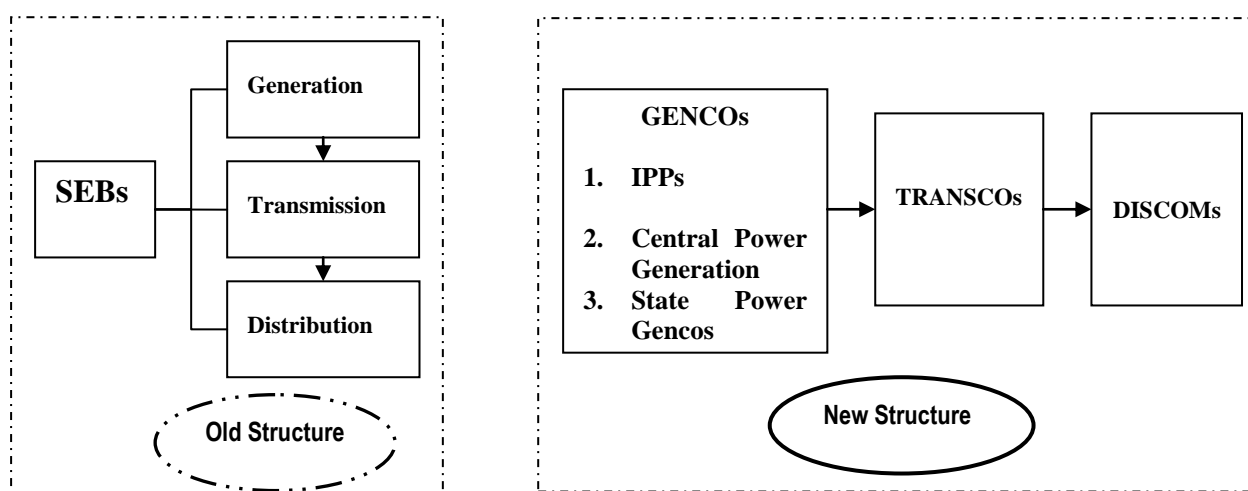 Generation
SEBs
Transmission
Distribution
Old Structure
GENCOs
1. IPPs
2. Central Power
Generation
3. State Power
Gencos
TRANSCOs
DISCOMs
New Structure